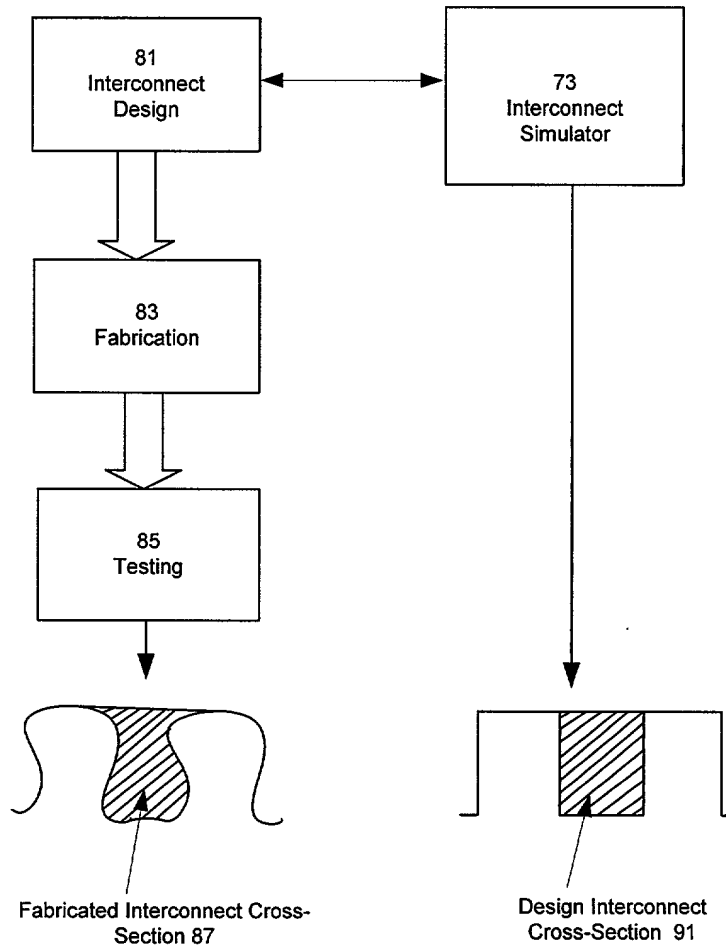 81
Interconnect
Design
73
Interconnect
Simulator
83
Fabrication
85
Testing
Fabricated Interconnect Cross-
Section 87
Design Interconnect
Cross-Section 91